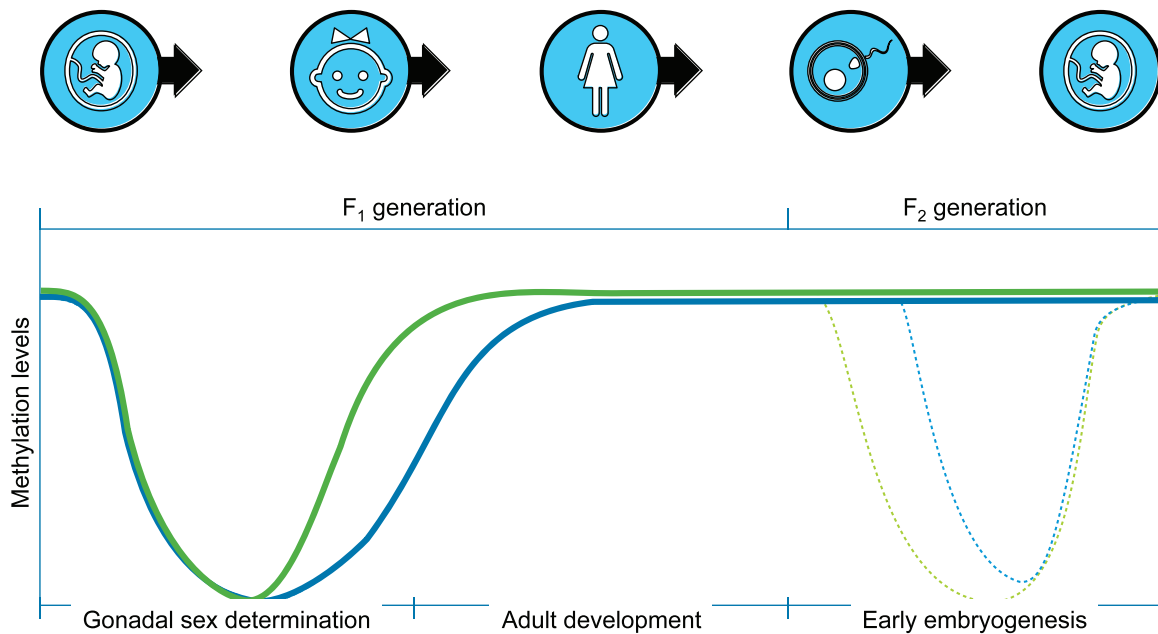 F₁ generation
F₂ generation
Methylation levels
Gonadal sex determination
Adult development
Early embryogenesis